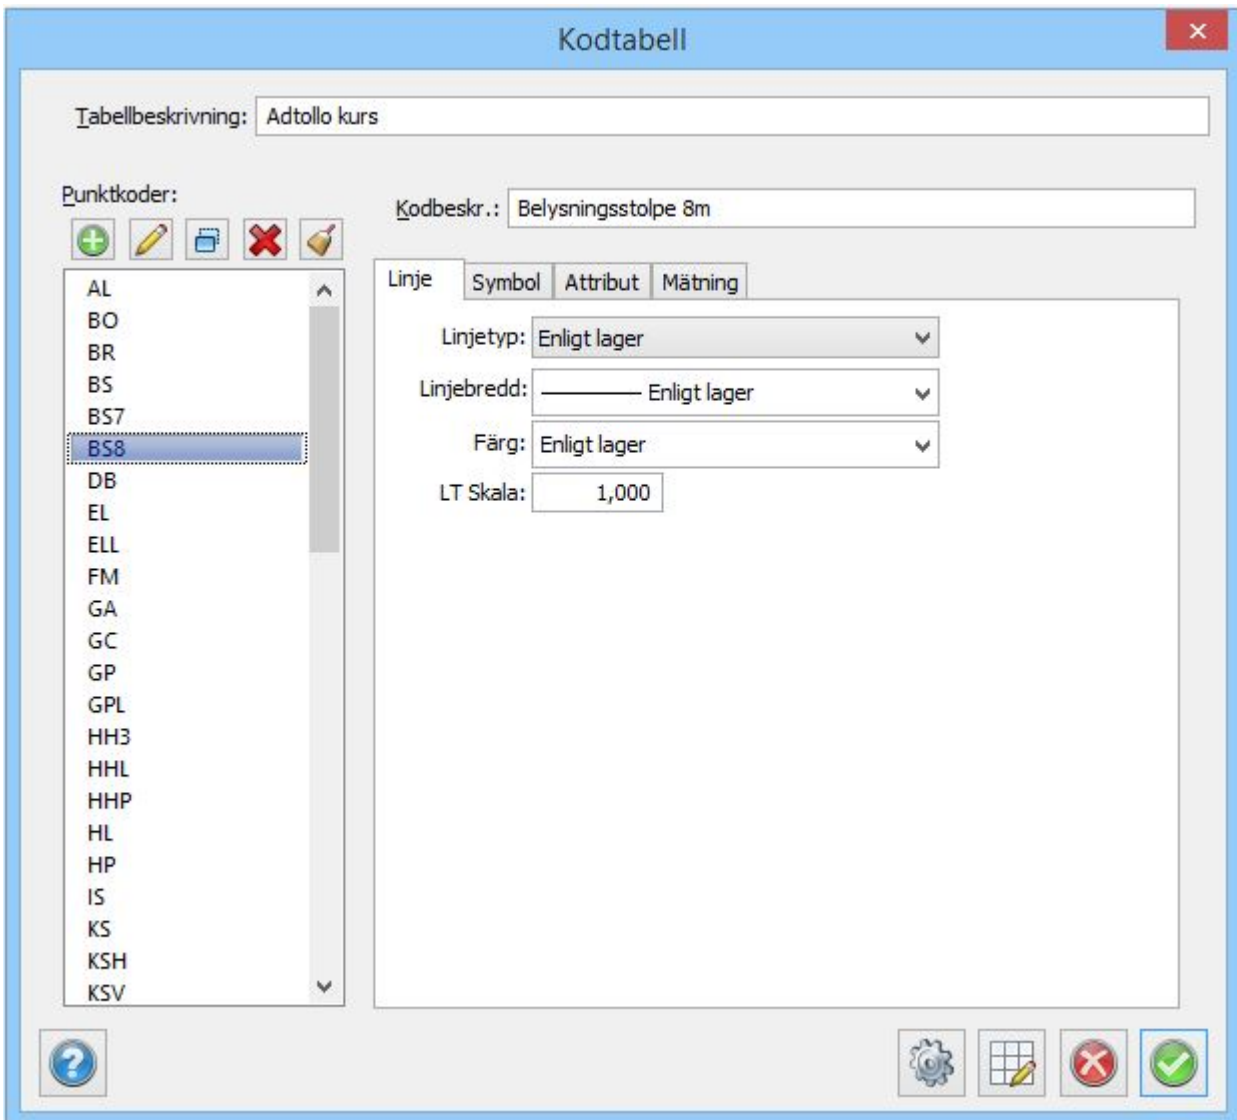 Kodtabell
Tabellbeskrivning: Adtollo kurs
Punktkoder:
Kodbeskr.: Belysningsstolpe 8m
AL
BO
BR
BS
BS7
BS8
DB
EL
ELL
FM
GA
GC
GP
GPL
HH3
HHL
HHP
HL
HP
IS
KS
KSH
KSV
Linje Symbol Attribut Mätning
Linjetyp: Enligt lager
Linjebredd: Enligt lager
Färg: Enligt lager
LT Skala: 1,000